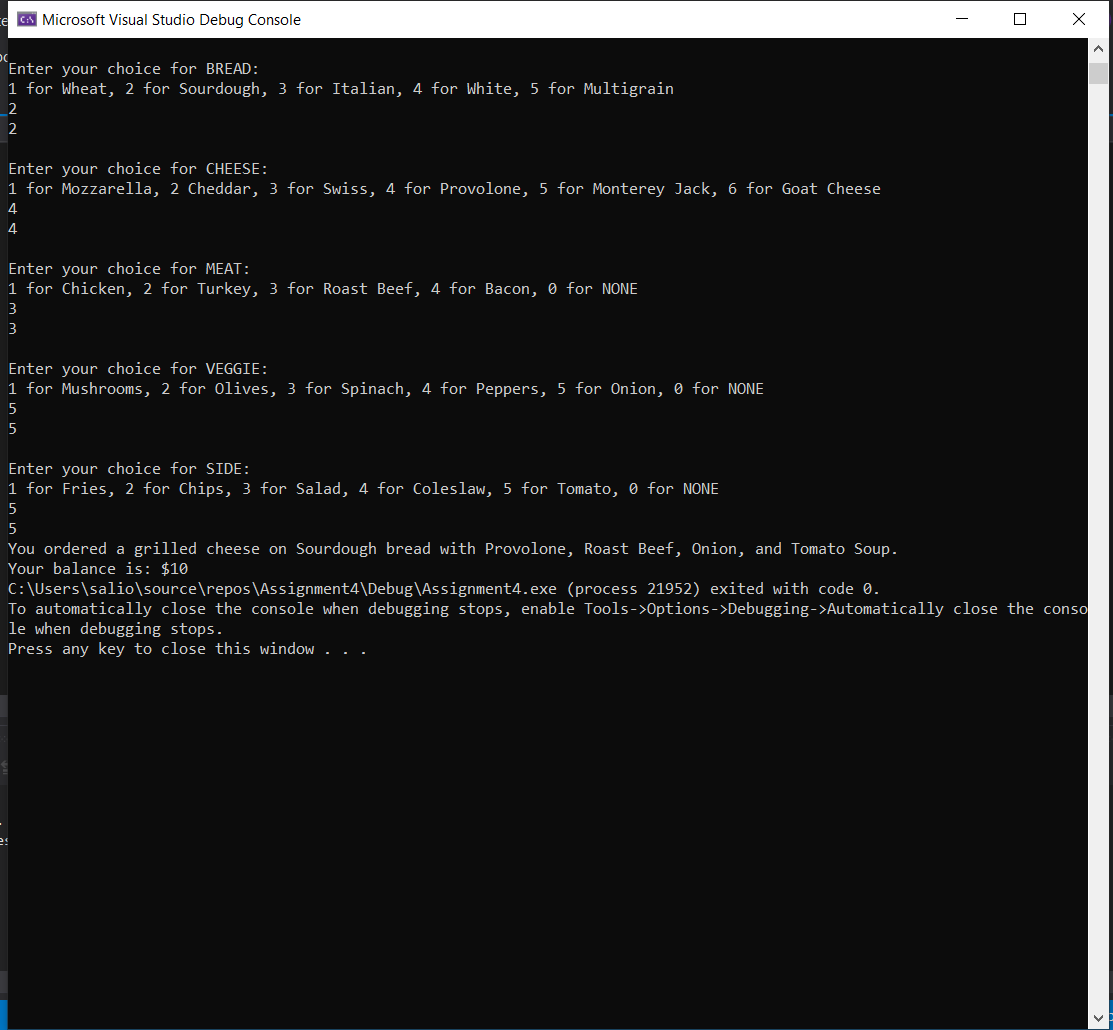 Microsoft Visual Studio Debug Console
Enter your choice for BREAD:
1 for Wheat, 2 for Sourdough, 3 for Italian, 4 for White, 5 for Multigrain
2
2
Enter your choice for CHEESE:
1 for Mozzarella, 2 Cheddar, 3 for Swiss, 4 for Provolone, 5 for Monterey Jack, 6 for Goat Cheese
4
4
Enter your choice for MEAT:
1 for Chicken, 2 for Turkey, 3 for Roast Beef, 4 for Bacon, 0 for NONE
3
3
Enter your choice for VEGGIE:
1 for Mushrooms, 2 for Olives, 3 for Spinach, 4 for Peppers, 5 for Onion, 0 for NONE
5
5
Enter your choice for SIDE:
1 for Fries, 2 for Chips, 3 for Salad, 4 for Coleslaw, 5 for Tomato, 0 for NONE
5
5
You ordered a grilled cheese on Sourdough bread with Provolone, Roast Beef, Onion, and Tomato Soup.
Your balance is: $10
C:\Users\salio\source\repos\Assignment4\Debug\Assignment4.exe (process 21952) exited with code 0.
To automatically close the console when debugging stops, enable Tools->Options->Debugging->Automatically close the conso
le when debugging stops.
Press any key to close this window . . .